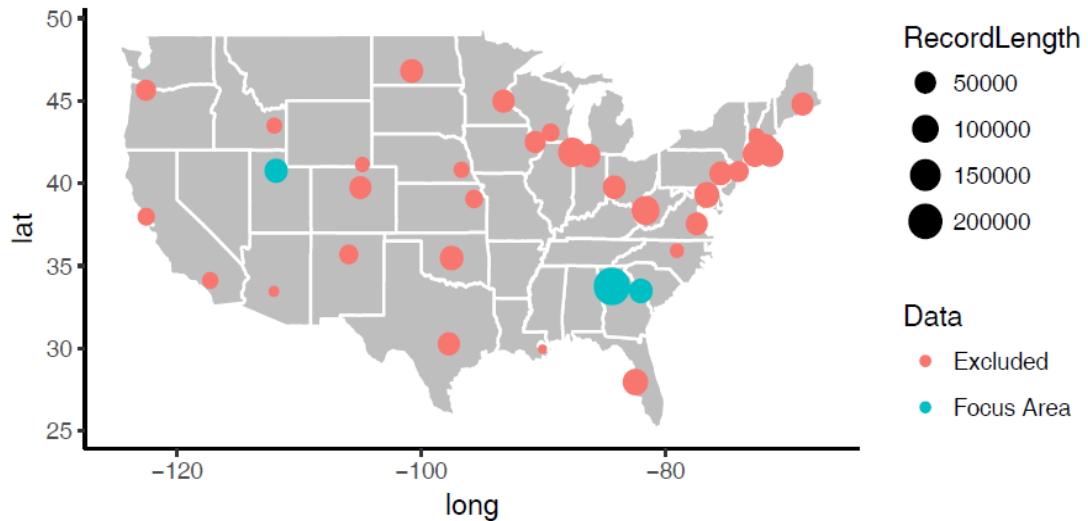 50
45
40
35
30
25
lat
−120
−100
−80
long
RecordLength
50000
100000
150000
200000
Data
Excluded
Focus Area